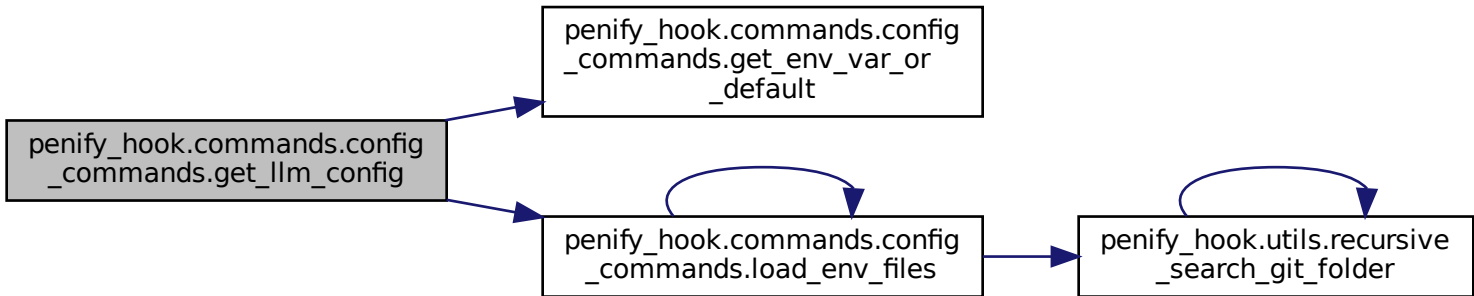 penify_hook.commands.config
_commands.get_env_var_or
_default
penify_hook.commands.config
_commands.get_llm_config
penify_hook.commands.config
_commands.load_env_files
penify_hook.utils.recursive
_search_git_folder